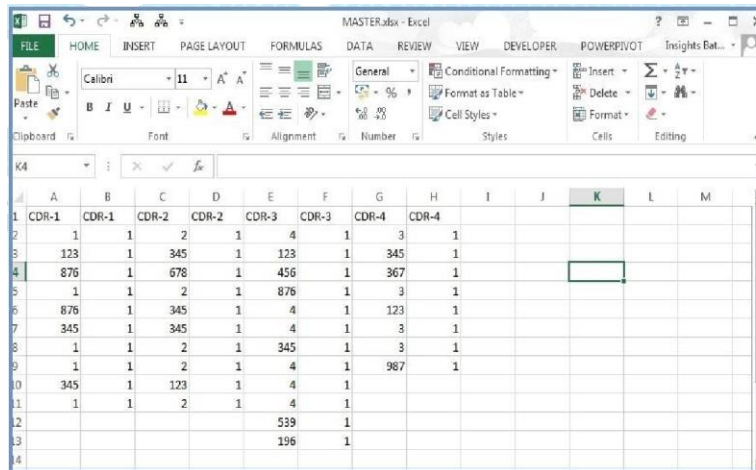 MASTER.xlsx - Excel
FILE HOME INSERT PAGE LAYOUT FORMULAS DATA REVIEW VIEW DEVELOPER POWERPIVOT Insights Bat...
Calibri 11 A A General Conditional Formatting Insert
Paste B I U A $ % , Format as Table Delete
Cell Styles Format
Clipboard Font Alignment Number Styles Cells Editing
K4 fx
A B C D E F G H I J K L M
1 CDR-1 CDR-1 CDR-2 CDR-2 CDR-3 CDR-3 CDR-4 CDR-4
2 1 1 2 1 4 1 3 1
3 123 1 345 1 123 1 345 1
4 876 1 678 1 456 1 367 1
5 1 1 2 1 876 1 3 1
6 876 1 345 1 4 1 123 1
7 345 1 345 1 4 1 3 1
8 1 1 2 1 345 1 3 1
9 1 1 2 1 4 1 987 1
10 345 1 123 1 4 1
11 1 1 2 1 4 1
12 539 1
13 196 1
14